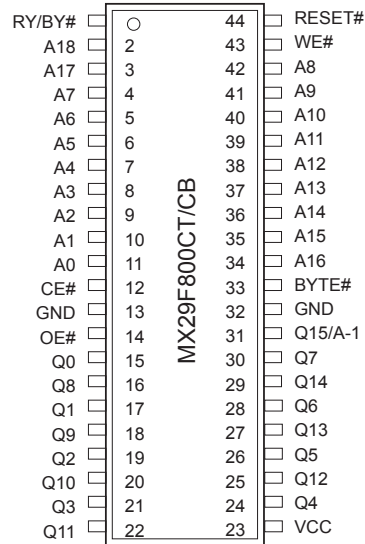 RY/BY# 44 RESET#
A18 2 43 WE#
A17 3 42 A8
A7 4 41 A9
A6 5 40 A10
A5 6 39 A11
A4 7 38 A12
A3 8 37 A13
A2 9 36 A14
A1 10 35 A15
A0 11 34 A16
CE# 12 33 BYTE#
GND 13 32 GND
OE# 14 31 Q15/A-1
Q0 15 30 Q7
Q8 16 29 Q14
Q1 17 28 Q6
Q9 18 27 Q13
Q2 19 26 Q5
Q10 20 25 Q12
Q3 21 24 Q4
Q11 22 23 VCC
MX29F800CT/CB